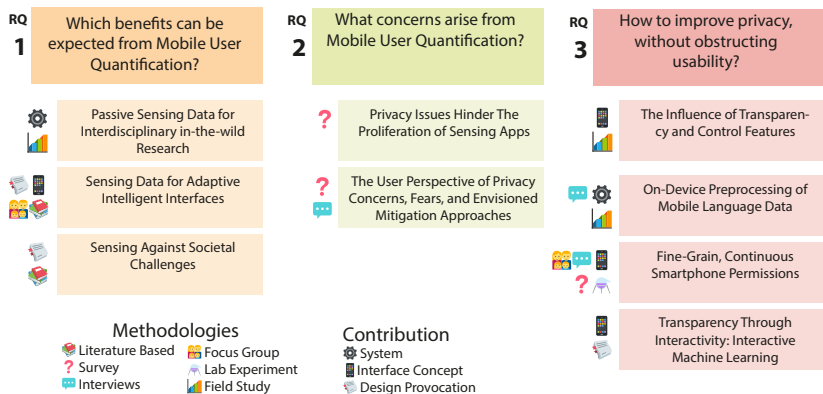 RQ
1
Which benefits can be
expected from Mobile User
Quantification?
Passive Sensing Data for
Interdisciplinary in-the-wild
Research
Sensing Data for Adaptive
Intelligent Interfaces
Sensing Against Societal
Challenges
RQ
2
What concerns arise from
Mobile User Quantification?
Privacy Issues Hinder The
Proliferation of Sensing Apps
The User Perspective of Privacy
Concerns, Fears, and Envisioned
Mitigation Approaches
RQ
3
How to improve privacy,
without obstructing
usability?
The Influence of Transparen-
cy and Control Features
On-Device Preprocessing of
Mobile Language Data
Fine-Grain, Continuous
Smartphone Permissions
Transparency Through
Interactivity: Interactive
Machine Learning
Methodologies
Literature Based
Survey
Interviews
Focus Group
Lab Experiment
Field Study
Contribution
System
Interface Concept
Design Provocation